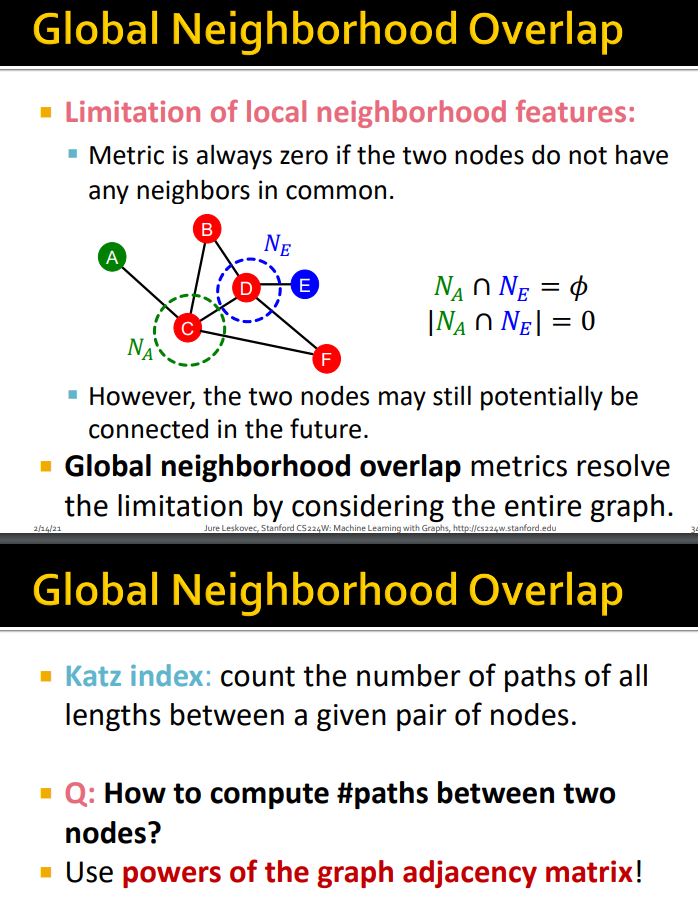 Global Neighborhood Overlap
Limitation of local neighborhood features:
Metric is always zero if the two nodes do not have
any neighbors in common.
B
A
N_E
D
E
C
N_A
F
N_A ∩ N_E = ϕ
|N_A ∩ N_E| = 0
However, the two nodes may still potentially be
connected in the future.
Global neighborhood overlap metrics resolve
the limitation by considering the entire graph.
2/14/21
Jure Leskovec, Stanford CS224W: Machine Learning with Graphs, http://cs224w.stanford.edu
Global Neighborhood Overlap
Katz index: count the number of paths of all
lengths between a given pair of nodes.
Q: How to compute #paths between two
nodes?
Use powers of the graph adjacency matrix!